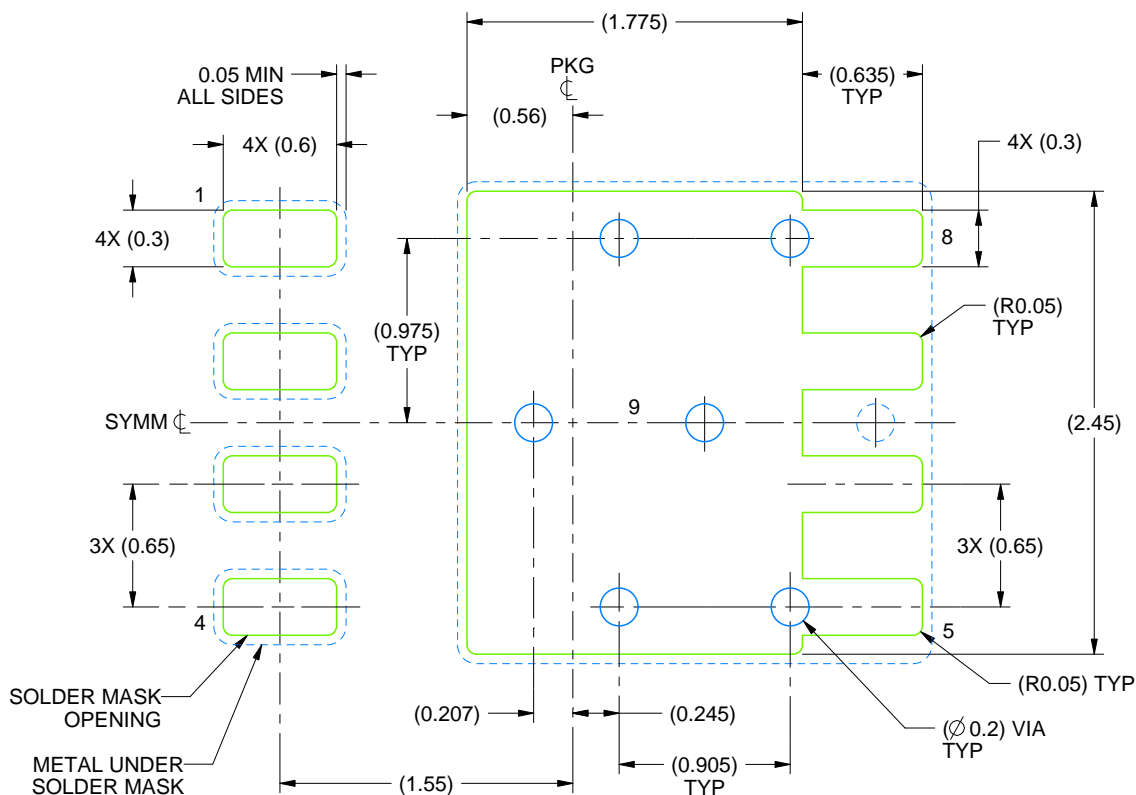 (1.775)
0.05 MIN
ALL SIDES
PKG
℄
(0.635)
TYP
(0.56)
4X (0.6)
4X (0.3)
1
4X (0.3)
8
(0.975)
TYP
(R0.05)
TYP
9
SYMM ℄
(2.45)
3X (0.65)
3X (0.65)
4
5
SOLDER MASK
OPENING
(R0.05) TYP
(0.207)
(0.245)
(Ø 0.2) VIA
TYP
METAL UNDER
SOLDER MASK
(1.55)
(0.905)
TYP